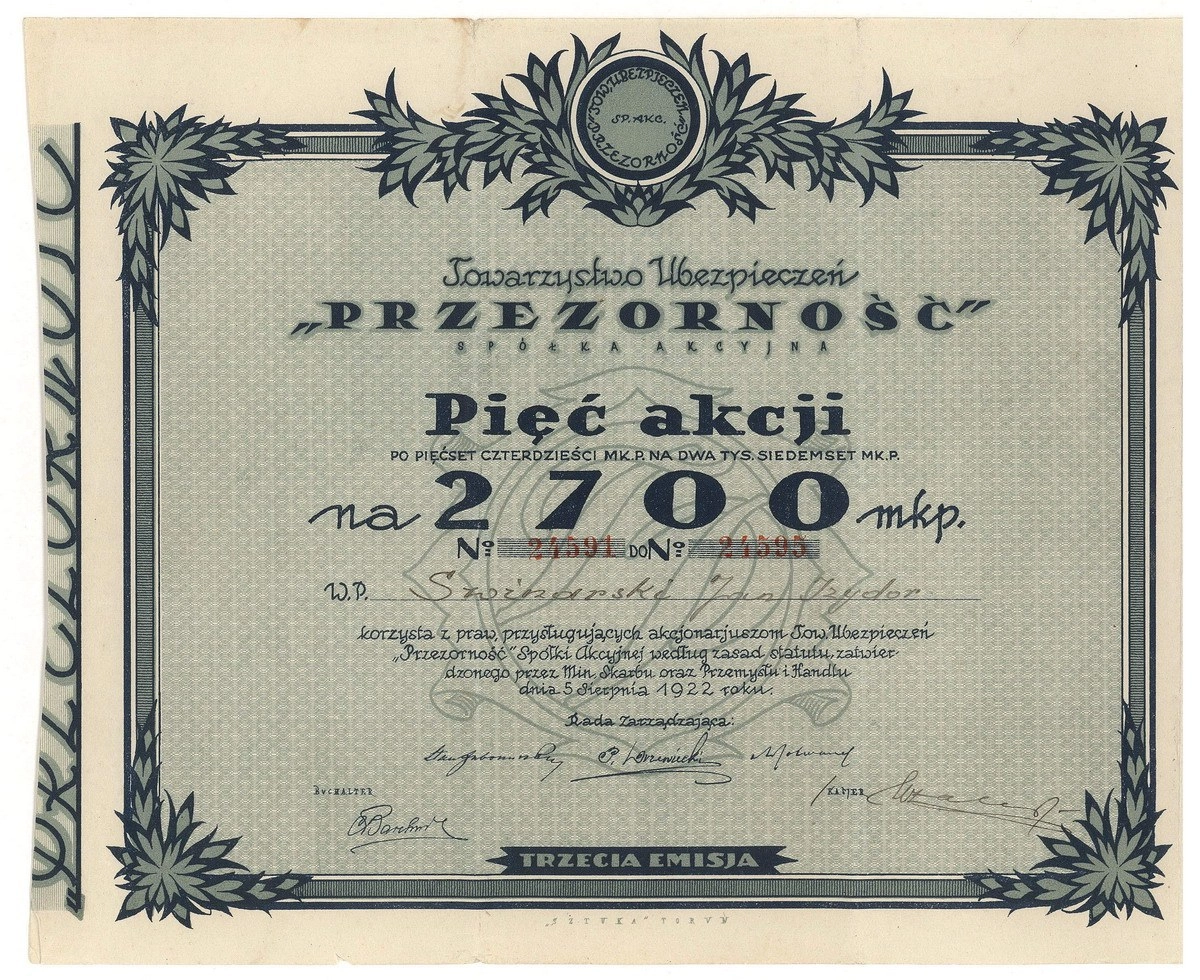 TOW. UBEZPIECZEŃ
SP. AKC.
„PRZEZORNOŚĆ”
Towarzystwo Ubezpieczeń
„PRZEZORNOŚĆ”
SPÓŁKA AKCYJNA
Pięć akcji
PO PIĘĆSET CZTERDZIEŚCI MK.P. NA DWA TYS. SIEDEMSET MK.P.
na 2700 mkp.
No 24591 DO No 24595
W.P. Swinarski Jan Izydor
korzysta z praw, przysługujących akcjonarjuszom Tow. Ubezpieczeń
„Przezorność” Spółki Akcyjnej według zasad statutu, zatwier-
dzonego przez Min. Skarbu oraz Przemysłu i Handlu
dnia 5 Sierpnia 1922 roku.
Rada Zarządzająca:
BUCHALTER
KASJER
TRZECIA EMISJA
„SZTUKA” TORUŃ